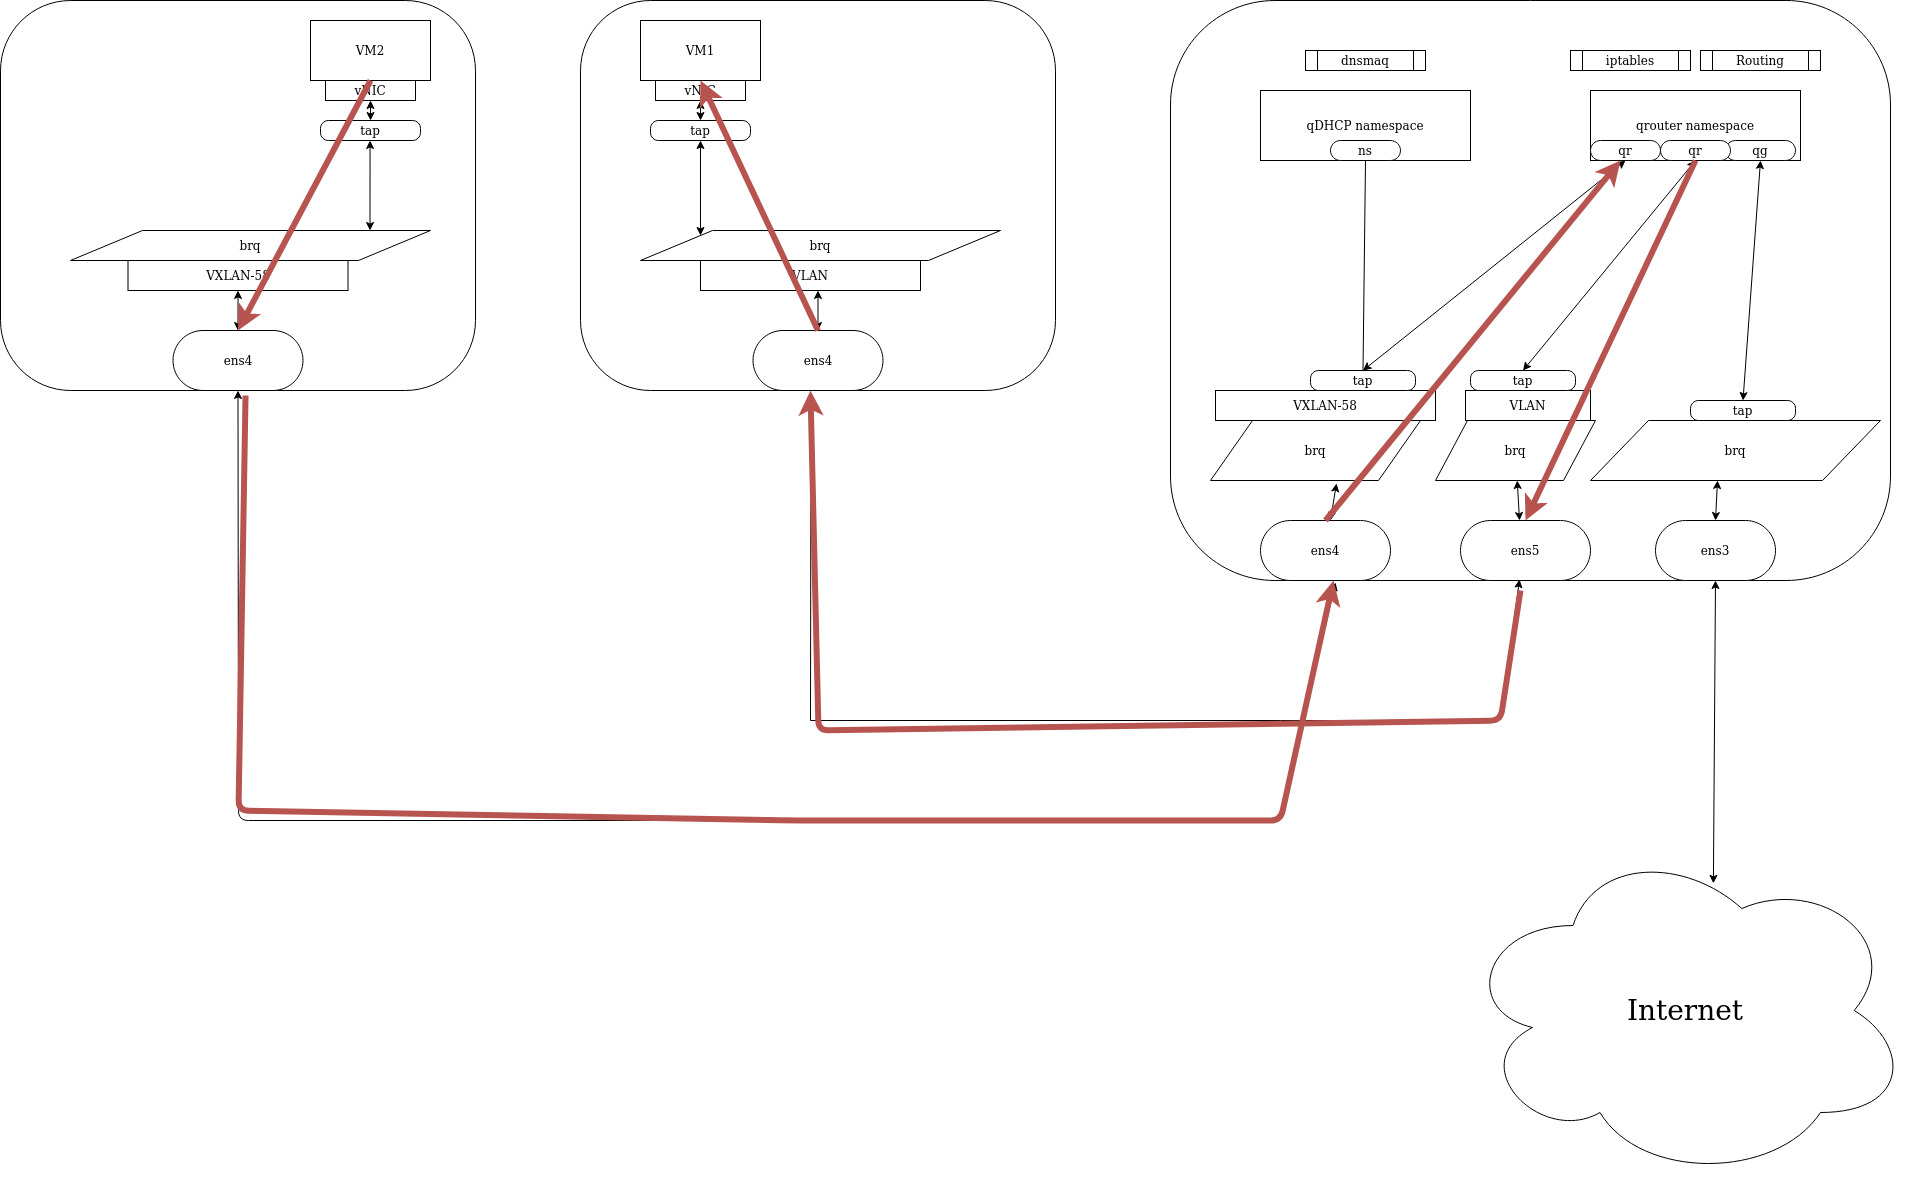 VM2
vNIC
tap
brq
VXLAN-58
ens4
VM1
vNIC
tap
brq
VLAN
ens4
dnsmaq
iptables
Routing
qDHCP namespace
ns
qrouter namespace
qr
qr
qg
tap
VXLAN-58
brq
tap
VLAN
brq
tap
brq
ens4
ens5
ens3
Internet